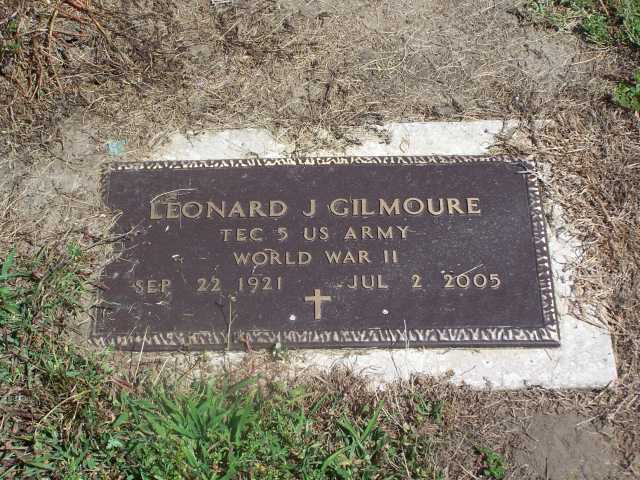 LEONARD J GILMOURE
TEC 5 US ARMY
WORLD WAR II
SEP 22 1921 JUL 2 2005